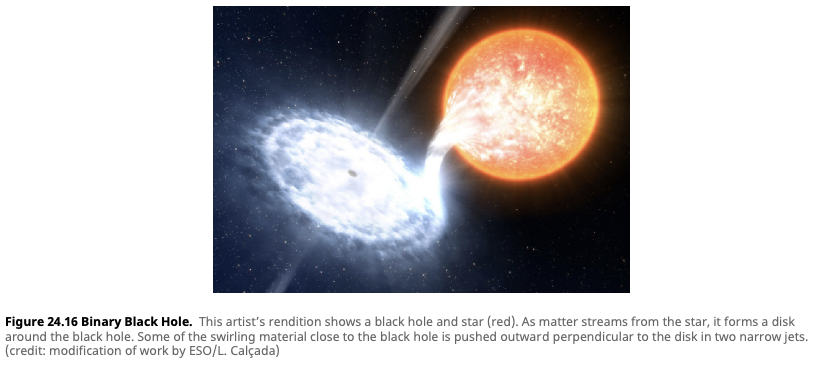 Figure 24.16 Binary Black Hole. This artist’s rendition shows a black hole and star (red). As matter streams from the star, it forms a disk
around the black hole. Some of the swirling material close to the black hole is pushed outward perpendicular to the disk in two narrow jets.
(credit: modification of work by ESO/L. Calçada)